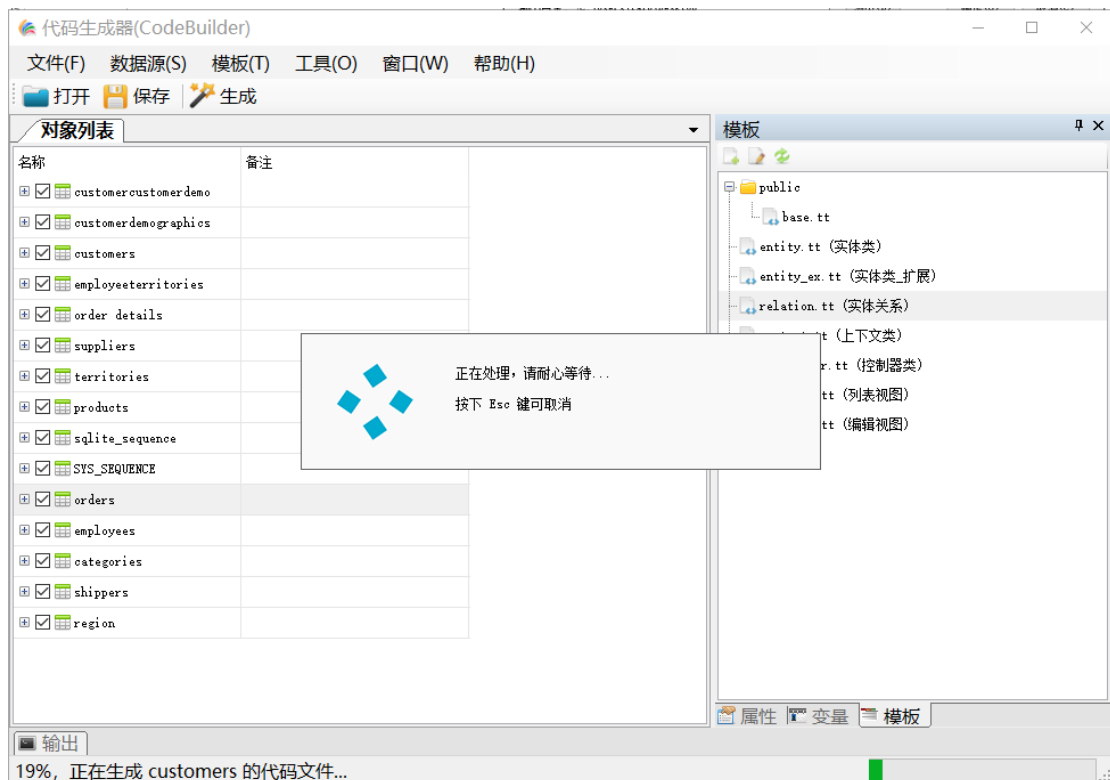 代码生成器(CodeBuilder)
文件(F) 数据源(S) 模板(T) 工具(O) 窗口(W) 帮助(H)
打开 保存 生成
对象列表
名称 备注
customercustomerdemo
customerdemographics
customers
employeeterritories
order details
suppliers
territories
products
sqlite_sequence
SYS_SEQUENCE
orders
employees
categories
shippers
region
正在处理，请耐心等待...
按下 Esc 键可取消
模板
public
base.tt
entity.tt (实体类)
entity_ex.tt (实体类_扩展)
relation.tt (实体关系)
(上下文类)
r.tt (控制器类)
tt (列表视图)
tt (编辑视图)
属性 变量 模板
输出
19%，正在生成 customers 的代码文件...